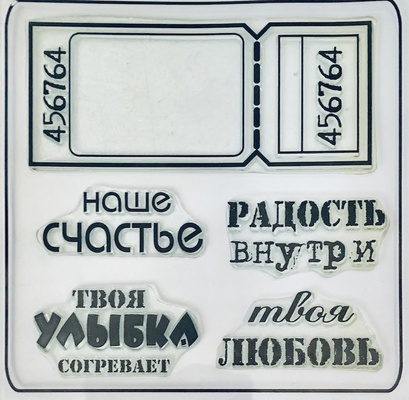 456764
456764
наше
счастье
РАДОСТЬ
внутри
ТВОЯ
УЛЫБКА
СОГРЕВАЕТ
твоя
ЛЮБОВЬ